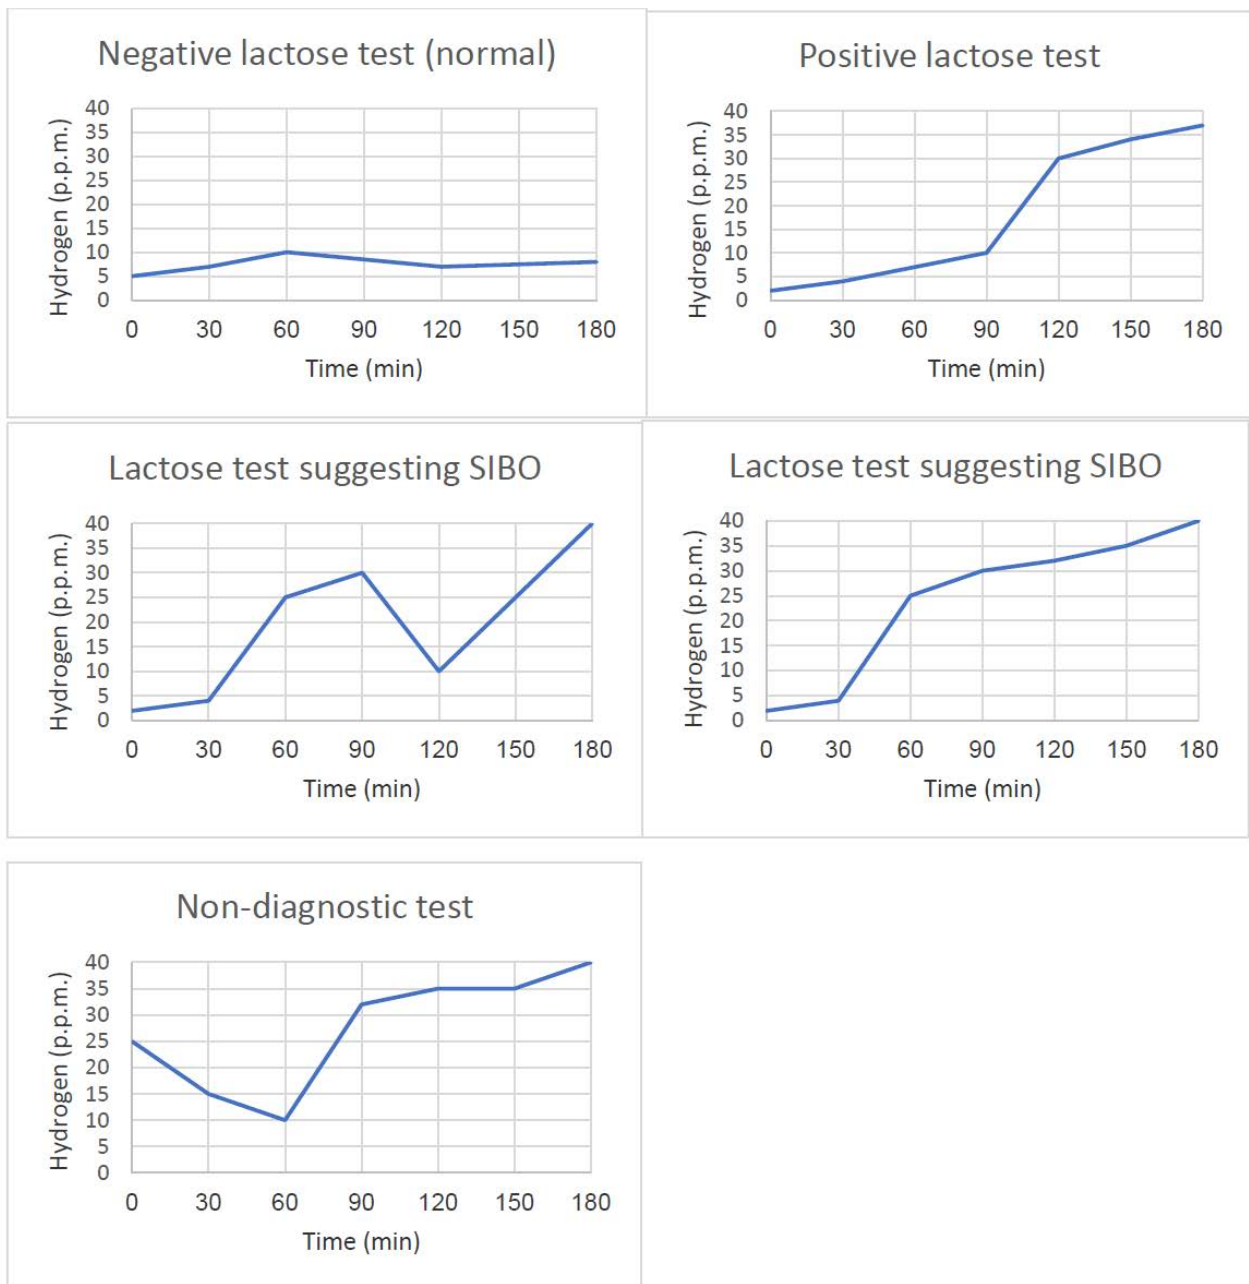 Negative lactose test (normal)
Hydrogen (p.p.m.)
40
35
30
25
20
15
10
5
0
0 30 60 90 120 150 180
Time (min)
Positive lactose test
Hydrogen (p.p.m.)
40
35
30
25
20
15
10
5
0
0 30 60 90 120 150 180
Time (min)
Lactose test suggesting SIBO
Hydrogen (p.p.m.)
40
35
30
25
20
15
10
5
0
0 30 60 90 120 150 180
Time (min)
Lactose test suggesting SIBO
Hydrogen (p.p.m.)
40
35
30
25
20
15
10
5
0
0 30 60 90 120 150 180
Time (min)
Non-diagnostic test
Hydrogen (p.p.m.)
40
35
30
25
20
15
10
5
0
0 30 60 90 120 150 180
Time (min)